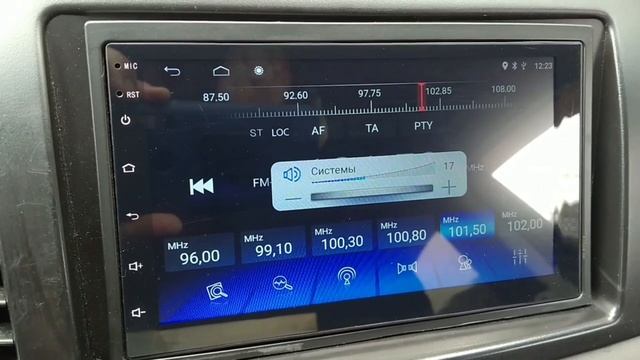 MIC
12:23
RST
87.50 92.60 97.75 102.85 108.00
ST LOC AF TA PTY
Системы 17
FM- MHz
— +
MHz MHz MHz MHz MHz MHz
96,00 99,10 100,30 100,80 101,50 102,00